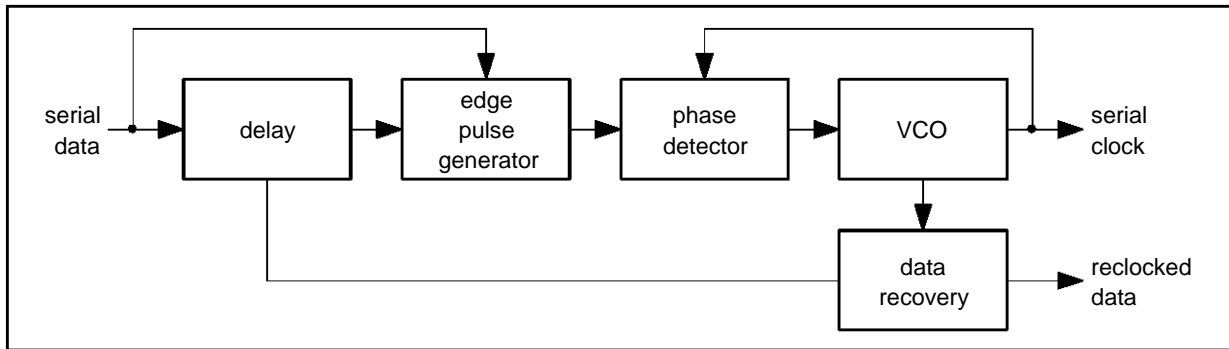 serial
data
delay
edge
pulse
generator
phase
detector
VCO
serial
clock
data
recovery
reclocked
data